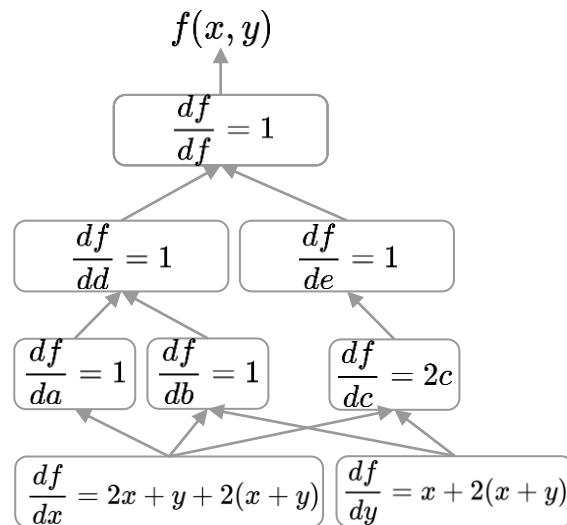 f(x, y)
df/df = 1
df/dd = 1
df/de = 1
df/da = 1
df/db = 1
df/dc = 2c
df/dx = 2x + y + 2(x + y)
df/dy = x + 2(x + y)